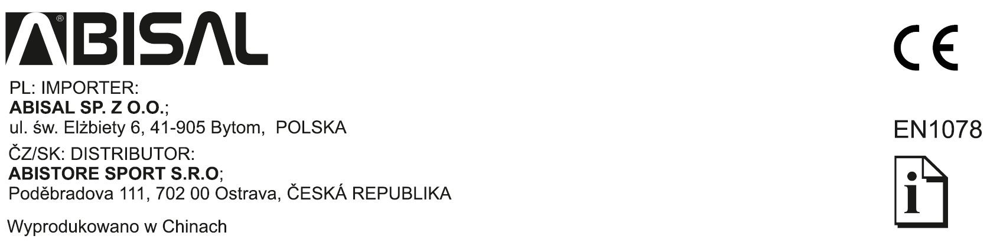 ABISAL®
PL: IMPORTER:
ABISAL SP. Z O.O.;
ul. św. Elżbiety 6, 41-905 Bytom, POLSKA
ČZ/SK: DISTRIBUTOR:
ABISTORE SPORT S.R.O;
Poděbradova 111, 702 00 Ostrava, ČESKÁ REPUBLIKA
Wyprodukowano w Chinach
CE
EN1078
i